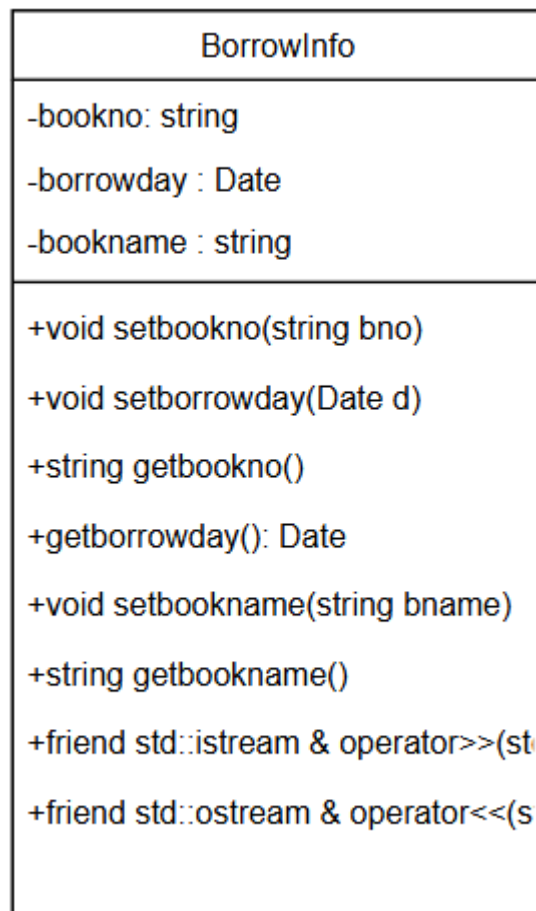 BorrowInfo
-bookno: string
-borrowday : Date
-bookname : string
+void setbookno(string bno)
+void setborrowday(Date d)
+string getbookno()
+getborrowday(): Date
+void setbookname(string bname)
+string getbookname()
+friend std::istream & operator>>(st
+friend std::ostream & operator<<(s